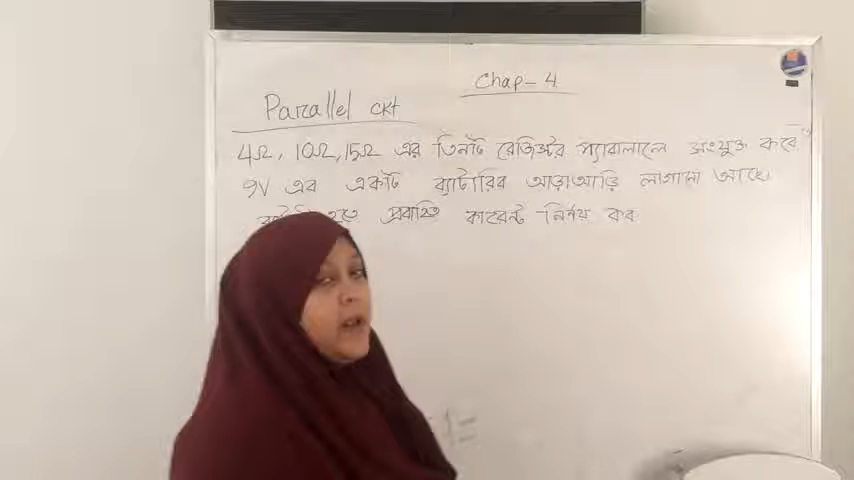 Chap - 4
Parallel ckt
4Ω, 10Ω, 15Ω এর তিনটি রেজিস্টর প্যারালালে সংযুক্ত করে
9V এর একটি ব্যাটারির আড়াআড়ি লাগানো আছে।
হতে প্রবাহিত কারেন্ট নির্ণয় কর